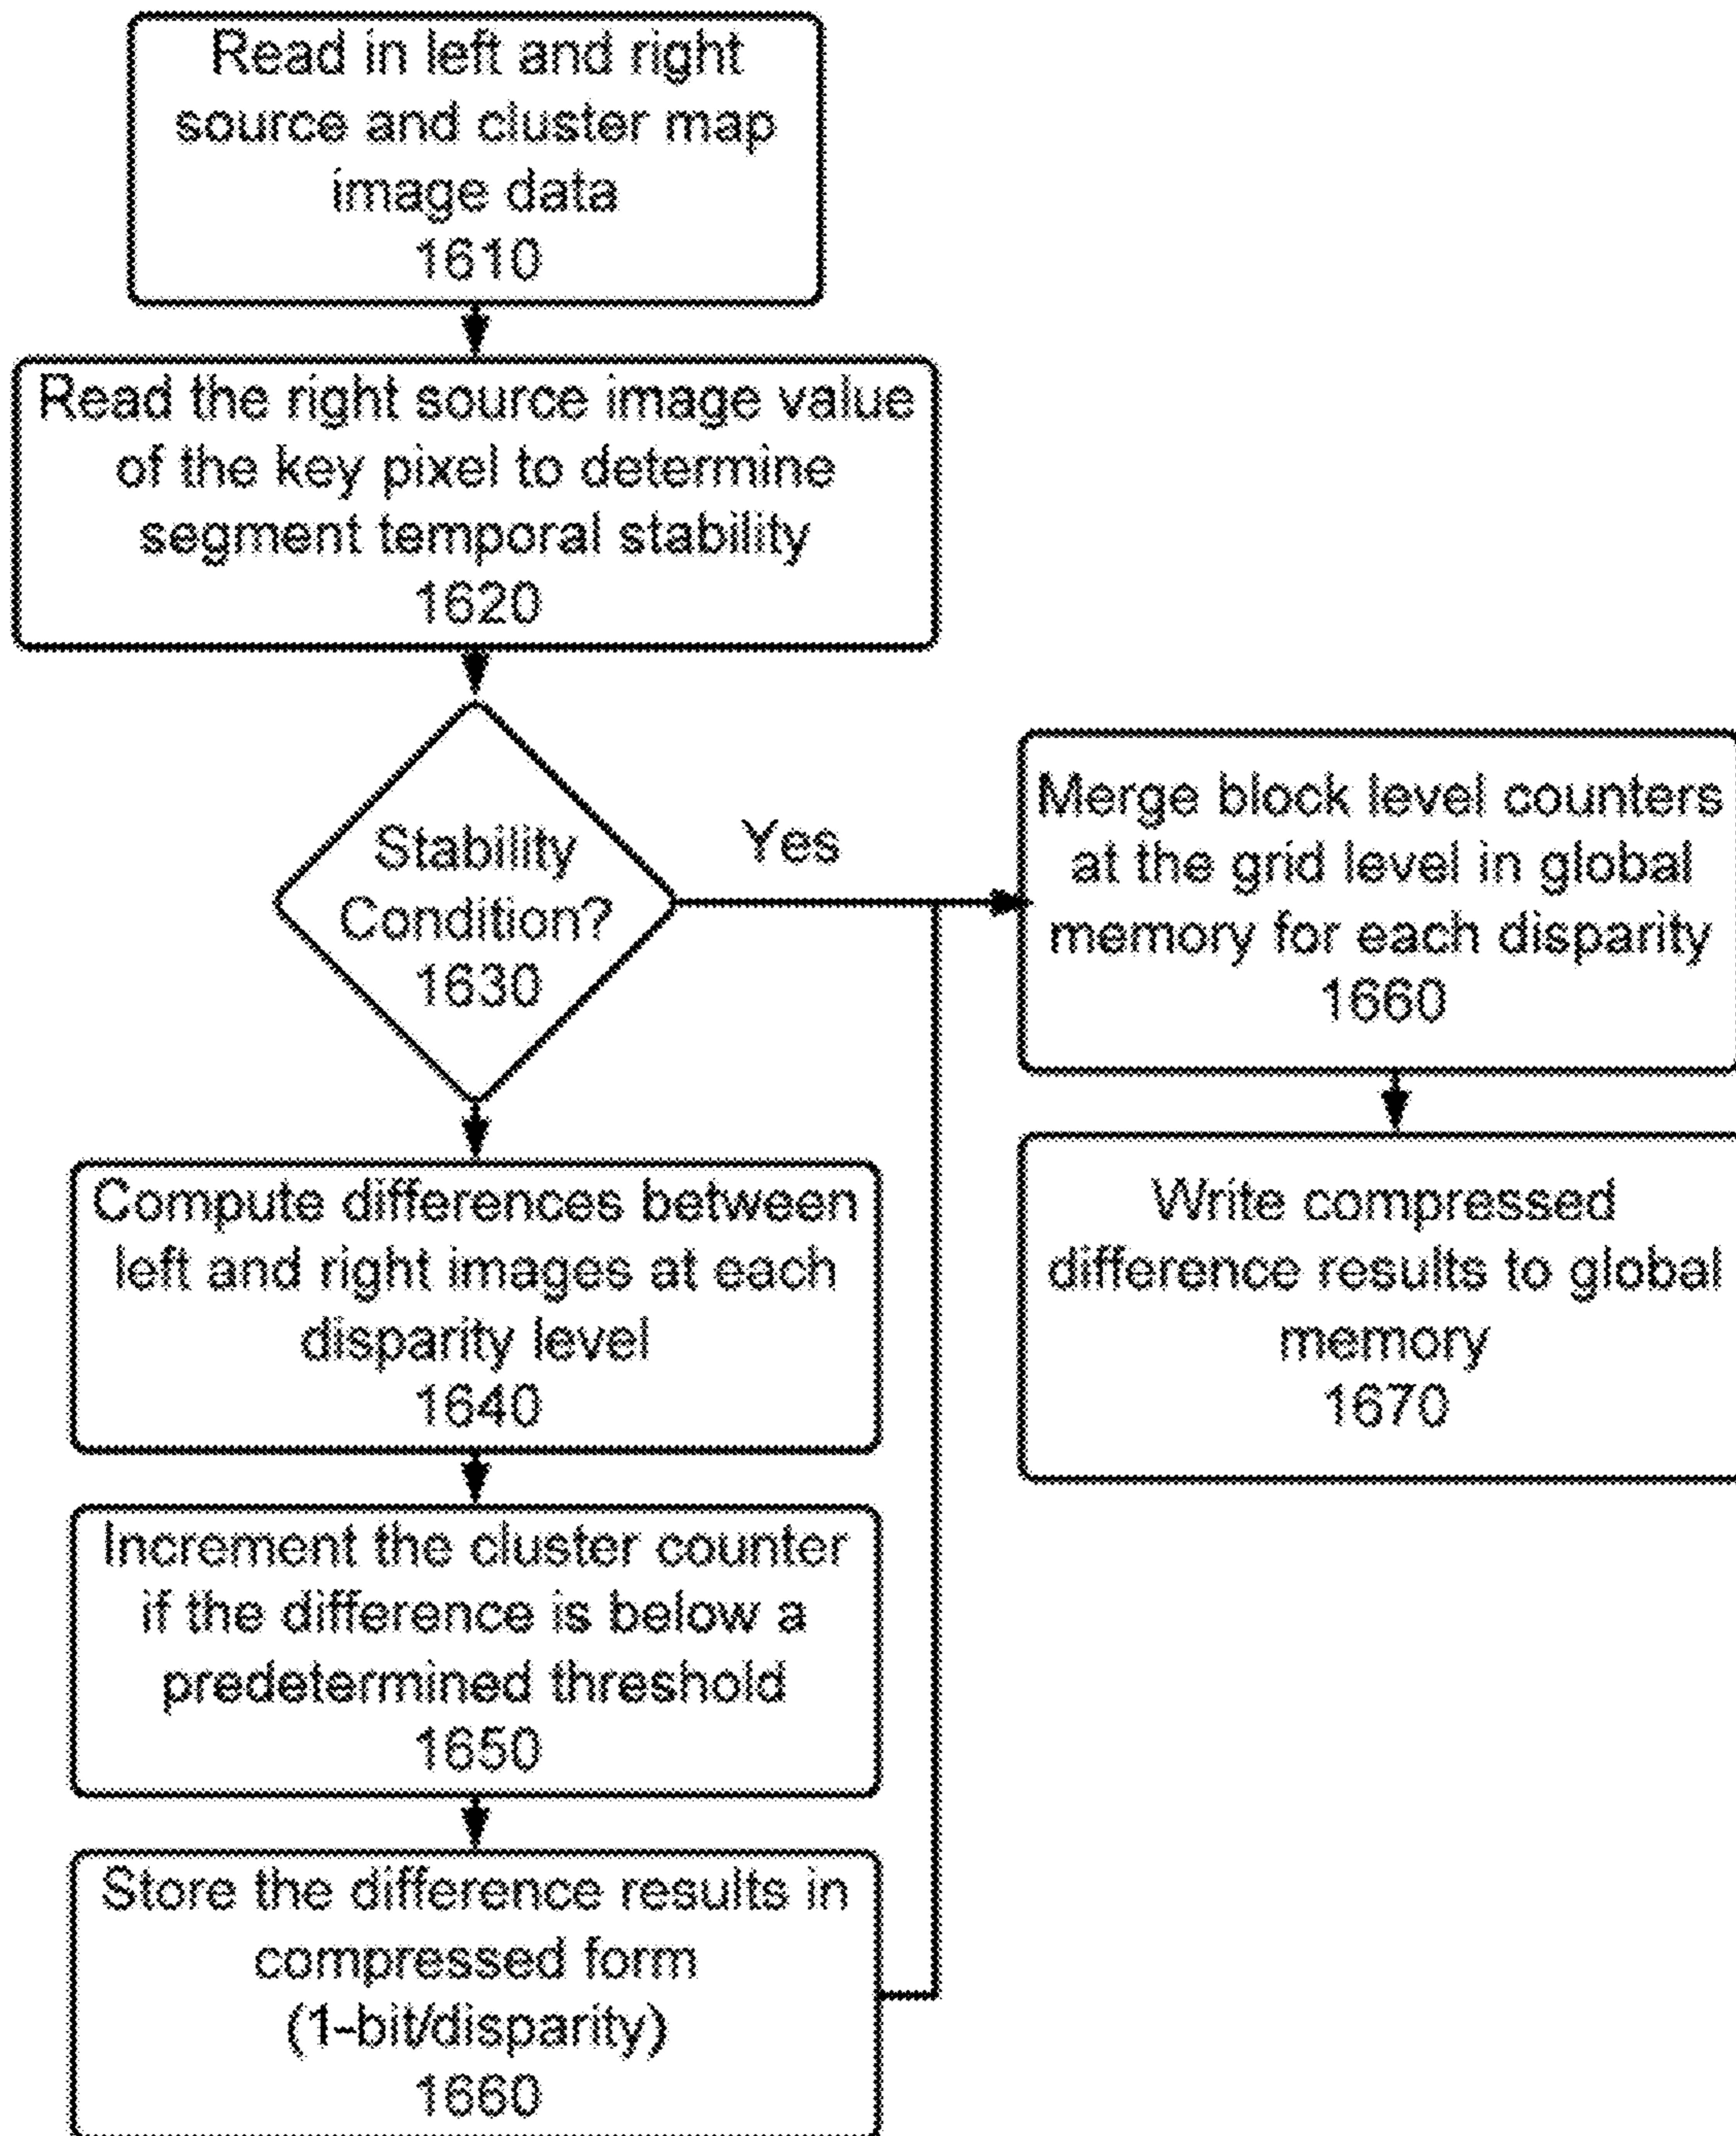 Read in left and right
source and cluster map
image data
1610
Read the right source image value
of the key pixel to determine
segment temporal stability
1620
Stability
Condition?
1630
Yes
Merge block level counters
at the grid level in global
memory for each disparity
1660
Write compressed
difference results to global
memory
1670
Compute differences between
left and right images at each
disparity level
1640
Increment the cluster counter
if the difference is below a
predetermined threshold
1650
Store the difference results in
compressed form
(1-bit/disparity)
1660